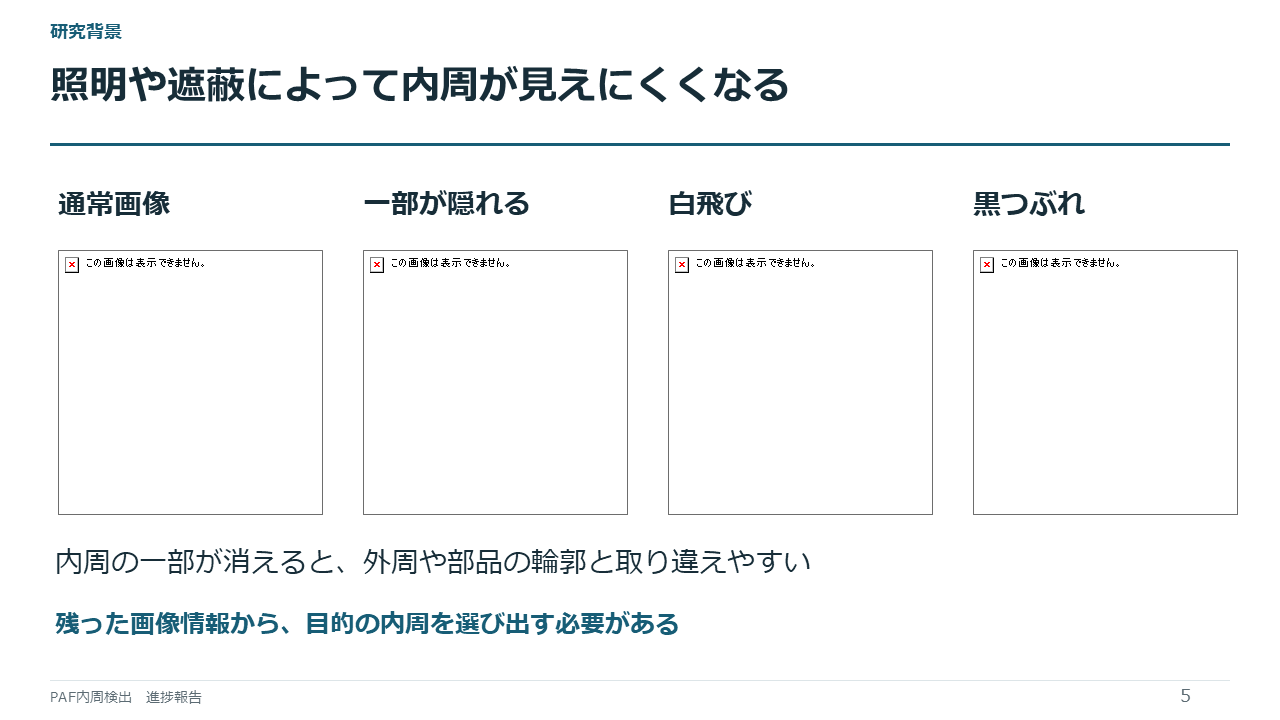 研究背景
照明や遮蔽によって内周が見えにくくなる
通常画像
一部が隠れる
白飛び
黒つぶれ
この画像は表示できません。
この画像は表示できません。
この画像は表示できません。
この画像は表示できません。
内周の一部が消えると、外周や部品の輪郭と取り違えやすい
残った画像情報から、目的の内周を選び出す必要がある
PAF内周検出　進捗報告
5